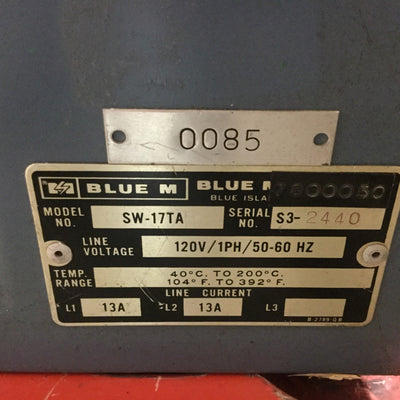 0085
BLUE M BLUE M 7800050
BLUE ISLA
MODEL NO. SW-17TA SERIAL NO. S3-2440
LINE VOLTAGE 120V/1PH/50-60 HZ
TEMP. RANGE 40°C. TO 200°C.
104°F. TO 392°F.
LINE CURRENT
L1 13A L2 13A L3